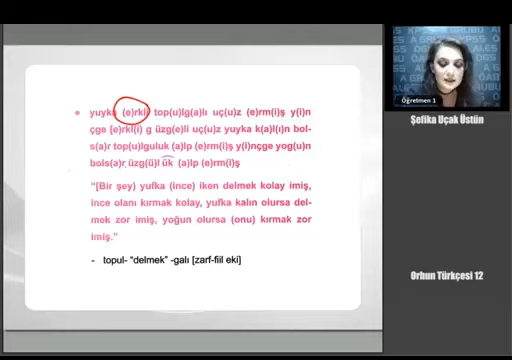 yuyka (e)rkli top(u)lg(a)lı uç(u)z (e)rm(i)ş y(i)n
çge [e)rkl(i) g üzg(e)li uç(u)z yuyka k(a)l(ı)n bol-
s(a)r top(u)lguluk (a)lp (e)rm(i)ş y(i)nçge yog(u)n
bols(a)r, üzg(ü)l ük (a)lp (e)rm(i)ş
"[Bir şey) yufka (ince) iken delmek kolay imiş,
ince olanı kırmak kolay, yufka kalın olursa del-
mek zor imiş, yoğun olursa (onu) kırmak zor
imiş."
- topul- "delmek" -galı [zarf-fiil eki)
Öğretmen 1
Şefika Uçak Üstün
Orhun Türkçesi 12